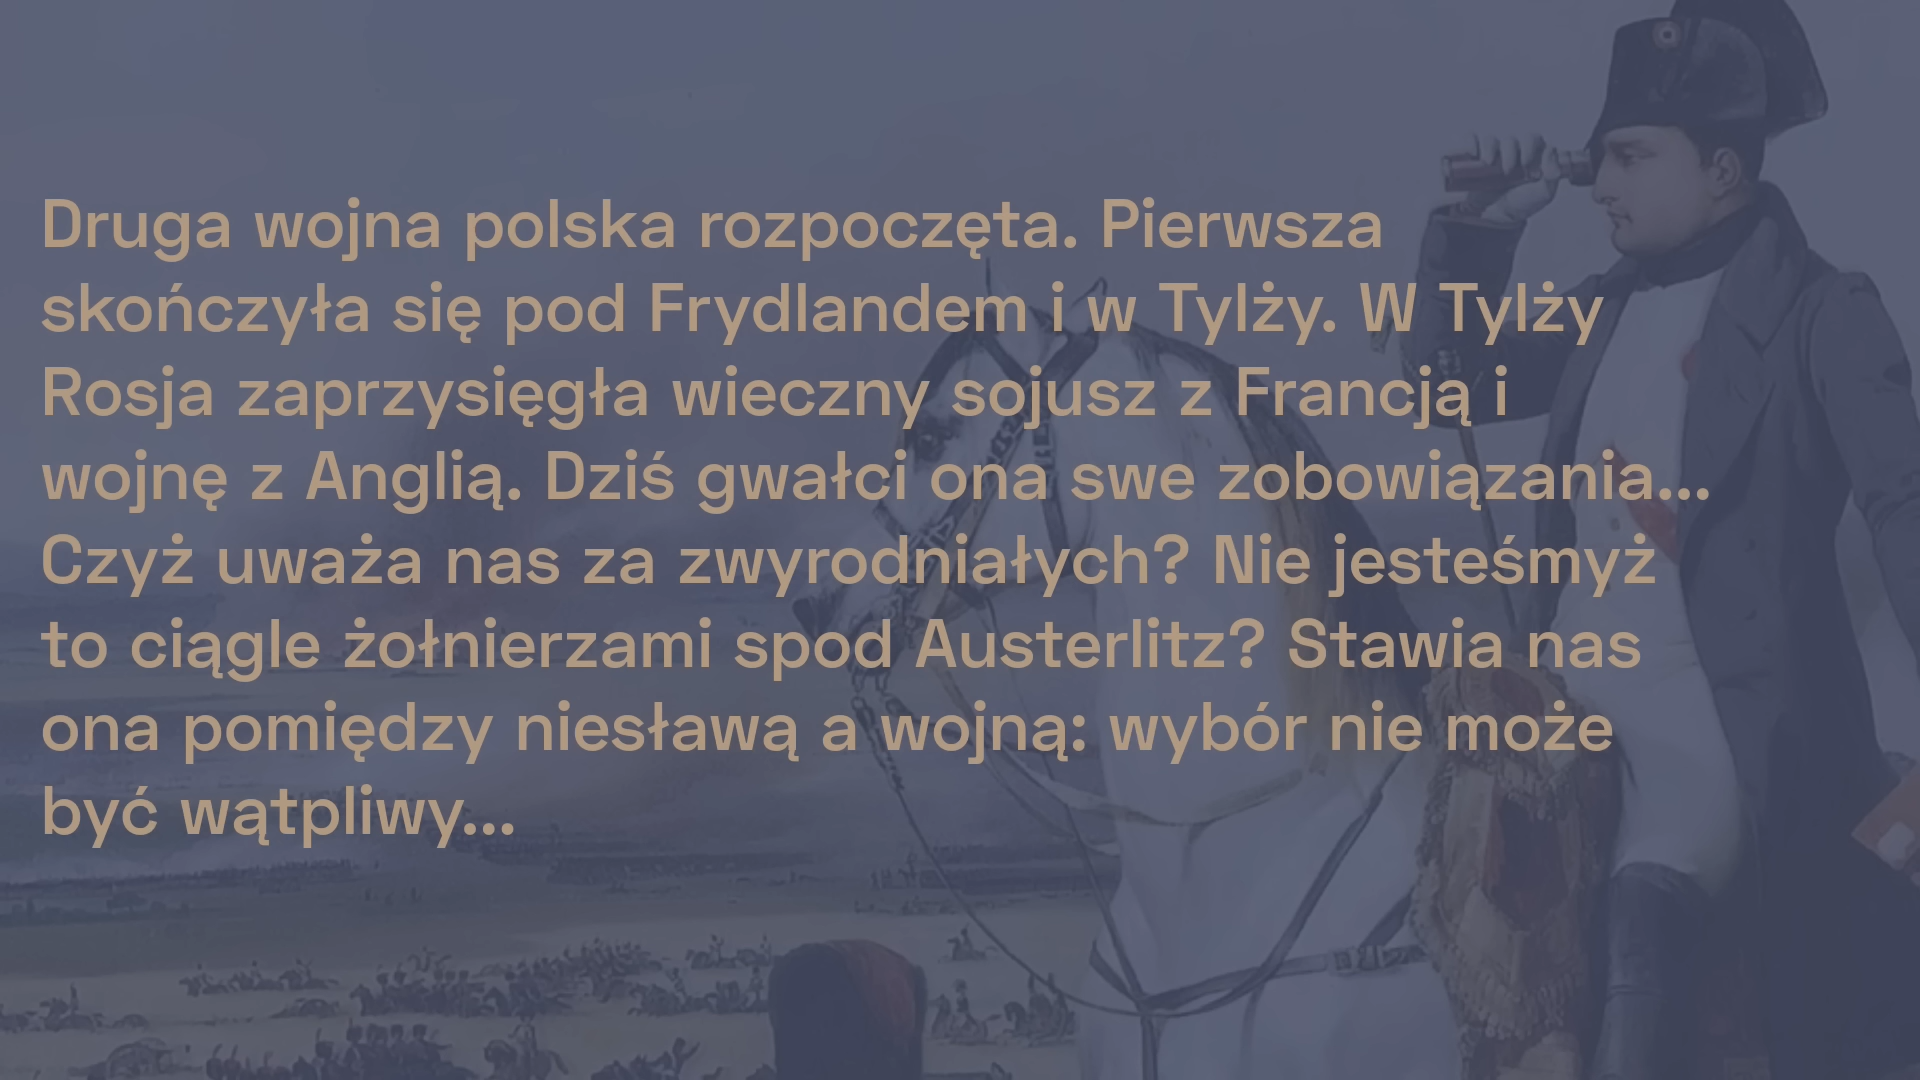 Druga wojna polska rozpoczęta. Pierwsza
skończyła się pod Frydlandem i w Tylży. W Tylży
Rosja zaprzysięgła wieczny sojusz z Francją i
wojnę z Anglią. Dziś gwałci ona swe zobowiązania...
Czyż uważa nas za zwyrodniałych? Nie jesteśmyż
to ciągle żołnierzami spod Austerlitz? Stawia nas
ona pomiędzy niesławą a wojną: wybór nie może
być wątpliwy...